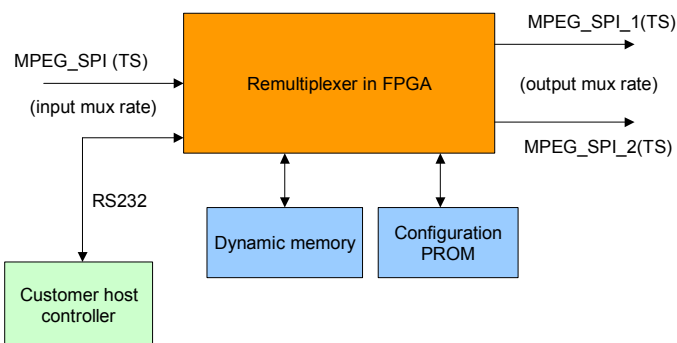 MPEG_SPI_1(TS)
MPEG_SPI (TS)
Remultiplexer in FPGA
(output mux rate)
(input mux rate)
MPEG_SPI_2(TS)
RS232
Dynamic memory
Configuration
PROM
Customer host
controller